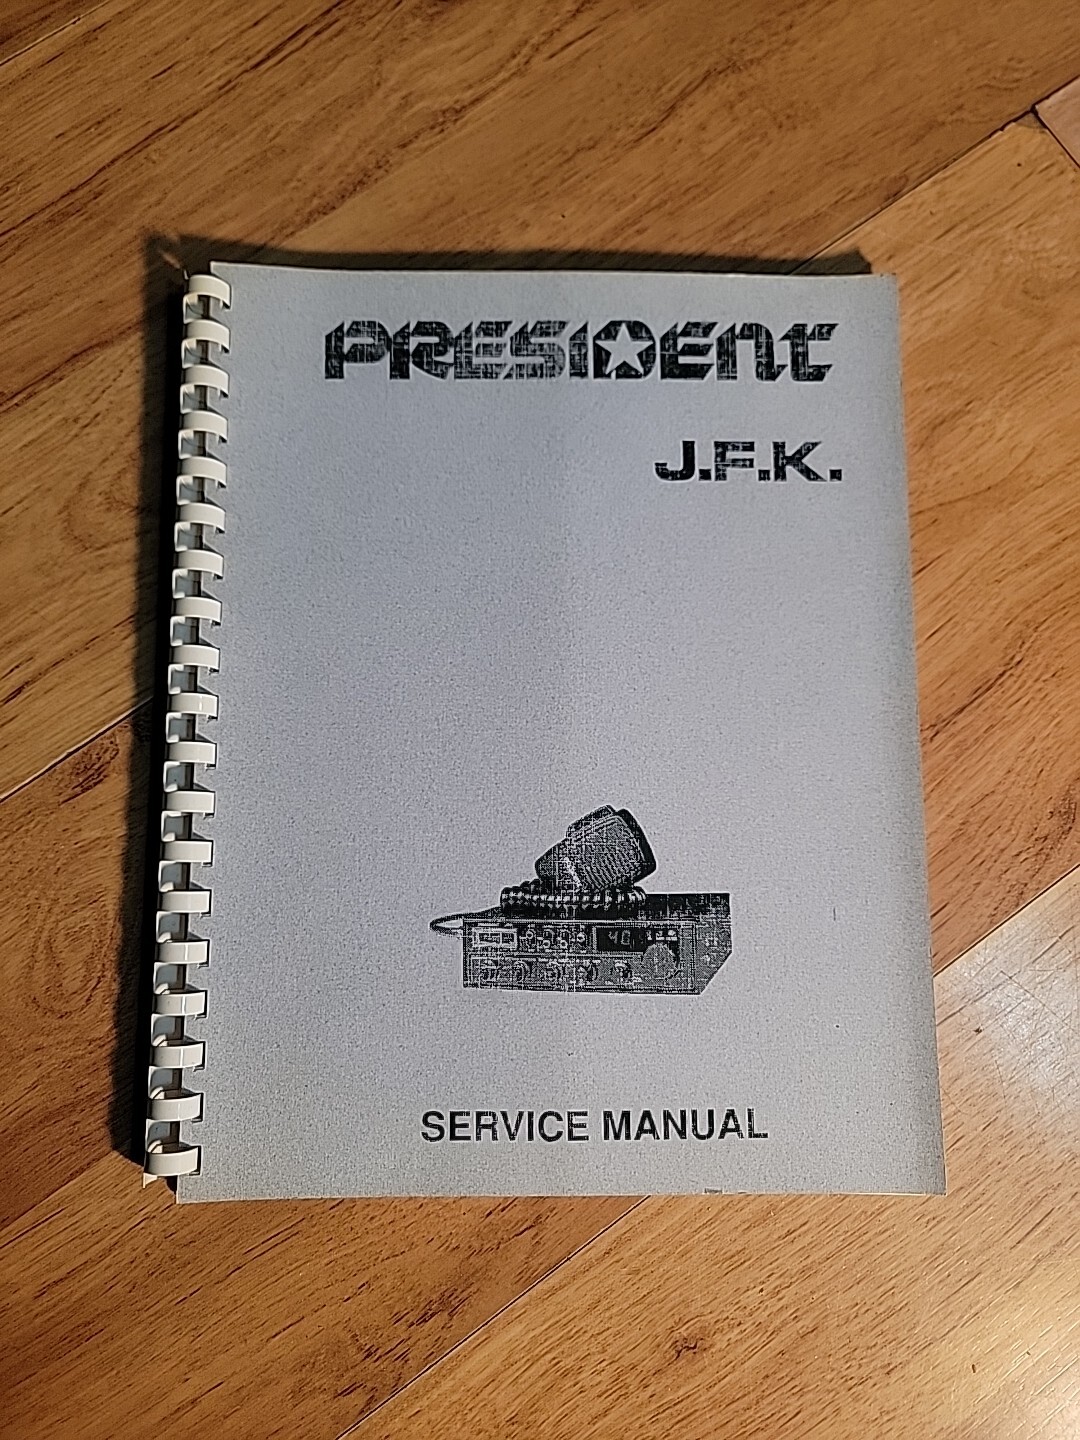 PRESIDENT
J.F.K.
40
SERVICE MANUAL